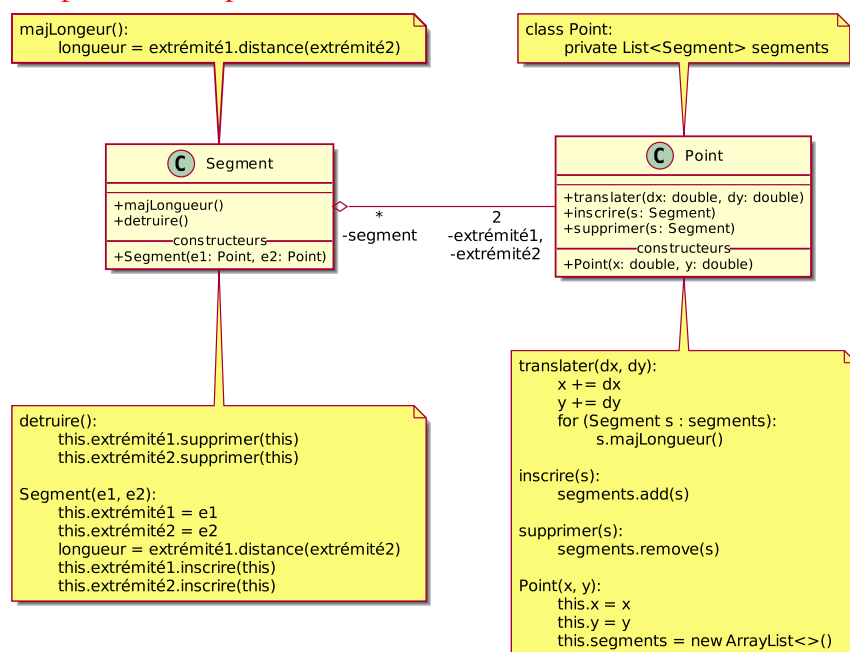 majLongeur():
longueur = extrémité1.distance(extrémité2)
class Point:
private List<Segment> segments
C Segment
+majLongueur()
+detruire()
constructeurs
+Segment(e1: Point, e2: Point)
*
-segment
2
-extrémité1,
-extrémité2
C Point
+translater(dx: double, dy: double)
+inscrire(s: Segment)
+supprimer(s: Segment)
constructeurs
+Point(x: double, y: double)
detruire():
this.extrémité1.supprimer(this)
this.extrémité2.supprimer(this)
Segment(e1, e2):
this.extrémité1 = e1
this.extrémité2 = e2
longueur = extrémité1.distance(extrémité2)
this.extrémité1.inscrire(this)
this.extrémité2.inscrire(this)
translater(dx, dy):
x += dx
y += dy
for (Segment s : segments):
s.majLongueur()
inscrire(s):
segments.add(s)
supprimer(s):
segments.remove(s)
Point(x, y):
this.x = x
this.y = y
this.segments = new ArrayList<>()